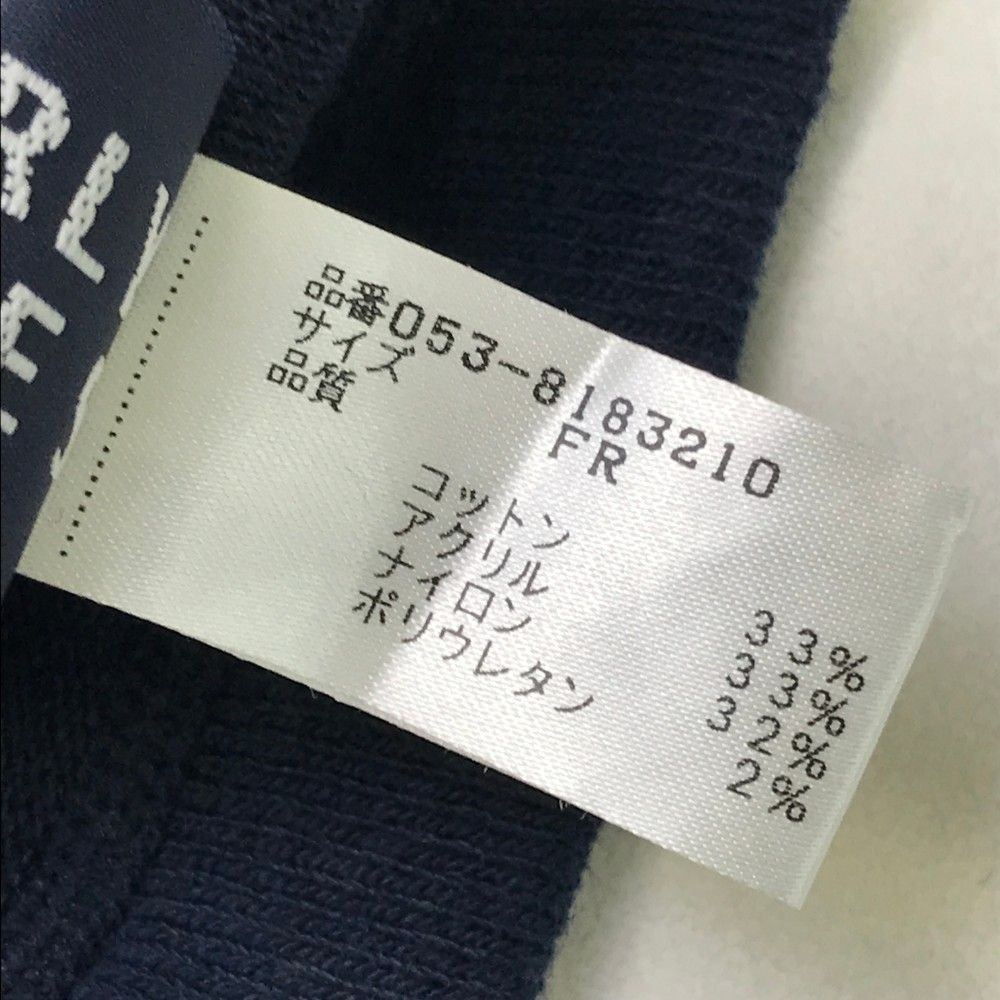 品番053-8183210
サイズ FR
品質
コットン 33%
アクリル 33%
ナイロン 32%
ポリウレタン 2%